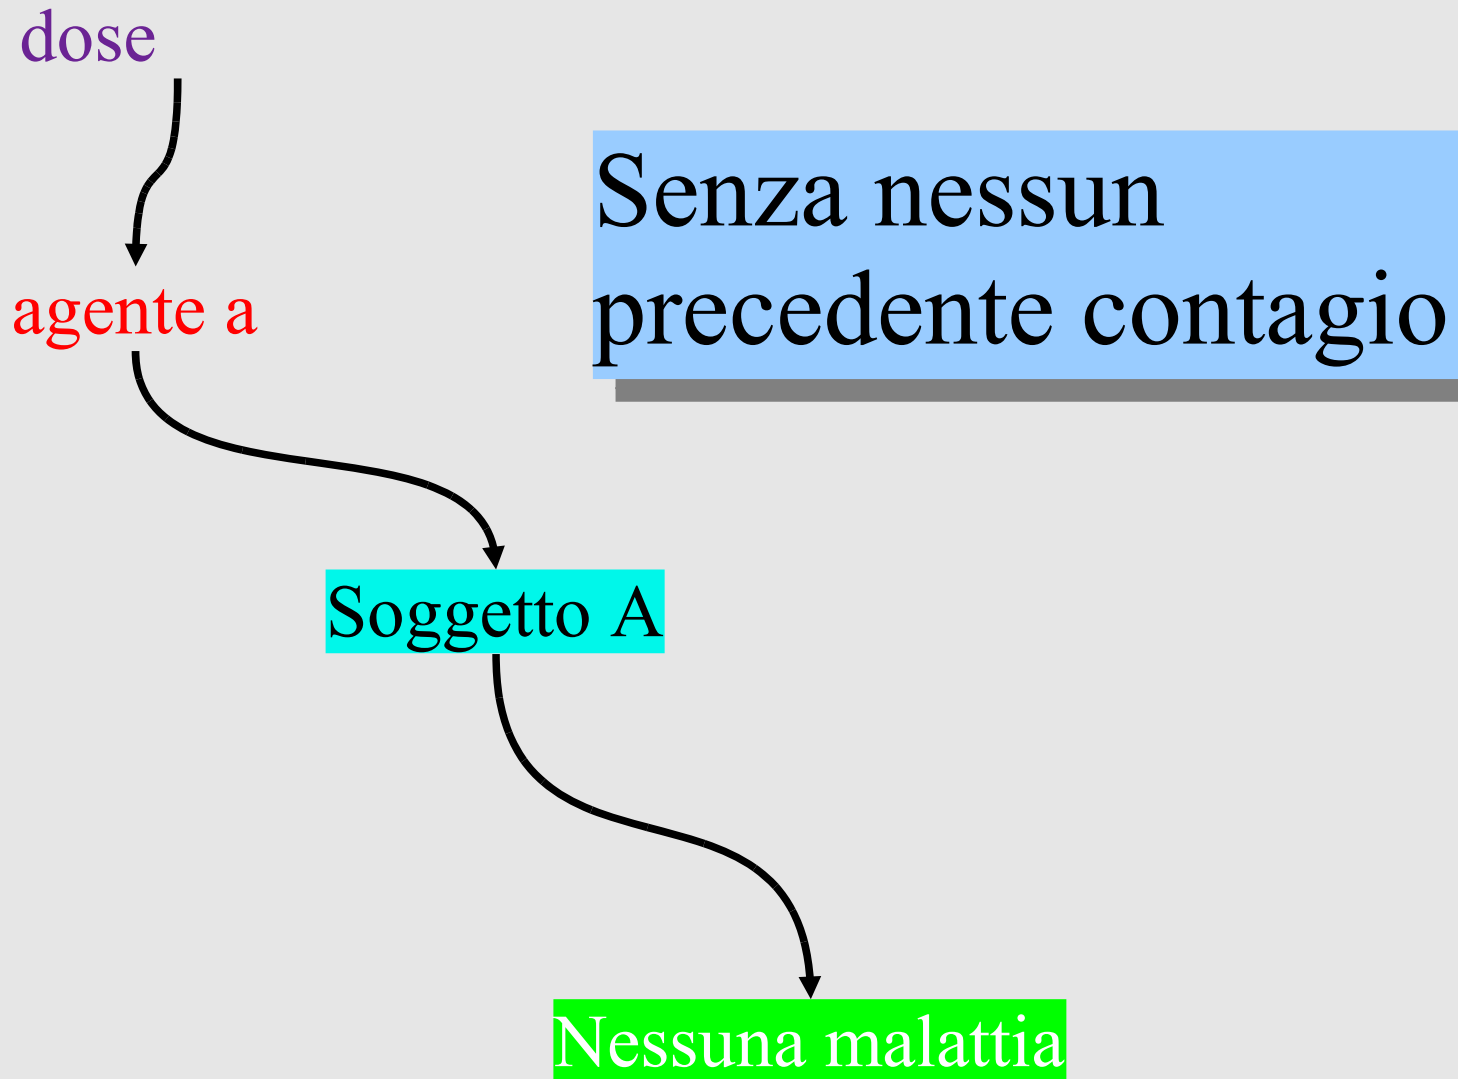 dose
Senza nessun
precedente contagio
agente a
Soggetto A
Nessuna malattia